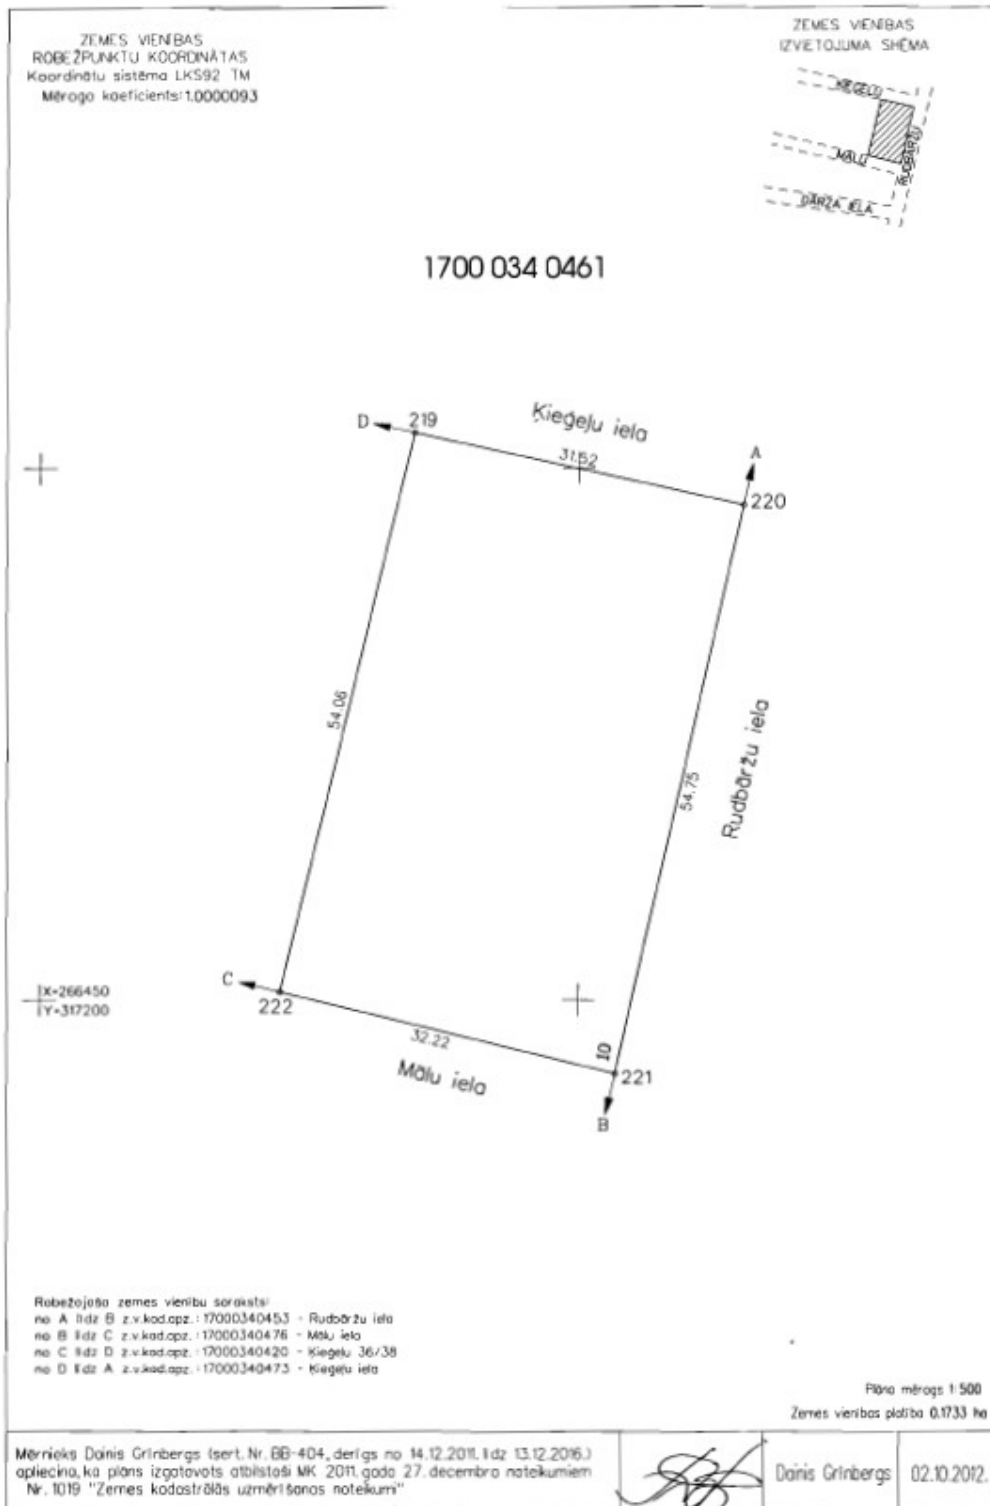 ZEMES VIENĪBAS
ROBEŽPUNKTU KOORDINĀTAS
Koordinātu sistēma LKS92 TM
Mēroga koeficients: 1.0000093
ZEMES VIENĪBAS
IZVIETOJUMA SHĒMA
ĶIEĢEĻU
MĀLU
RUDBĀRŽU
DĀRZA IELA
1700 034 0461
D
219
Ķieģeļu iela
31.52
A
220
54.06
54.75
Rudbāržu iela
C
222
X=266450
Y=317200
32.22
Mālu iela
10
221
B
Robežojošo zemes vienību saraksts:
no A līdz B z.v.kad.apz.: 17000340453 - Rudbāržu iela
no B līdz C z.v.kad.apz.: 17000340476 - Mālu iela
no C līdz D z.v.kad.apz.: 17000340420 - Ķieģeļu 36/38
no D līdz A z.v.kad.apz.: 17000340473 - Ķieģeļu iela
Plāna mērogs 1:500
Zemes vienības platība 0.1733 ha
Mērnieks Dainis Grīnbergs (sert. Nr. BB-404, derīgs no 14.12.2011. līdz 13.12.2016.)
apliecina, ka plāns izgatavots atbilstoši MK 2011. gada 27. decembra noteikumiem
Nr. 1019 "Zemes kadastrālās uzmērīšanas noteikumi"
Dainis Grīnbergs
02.10.2012.